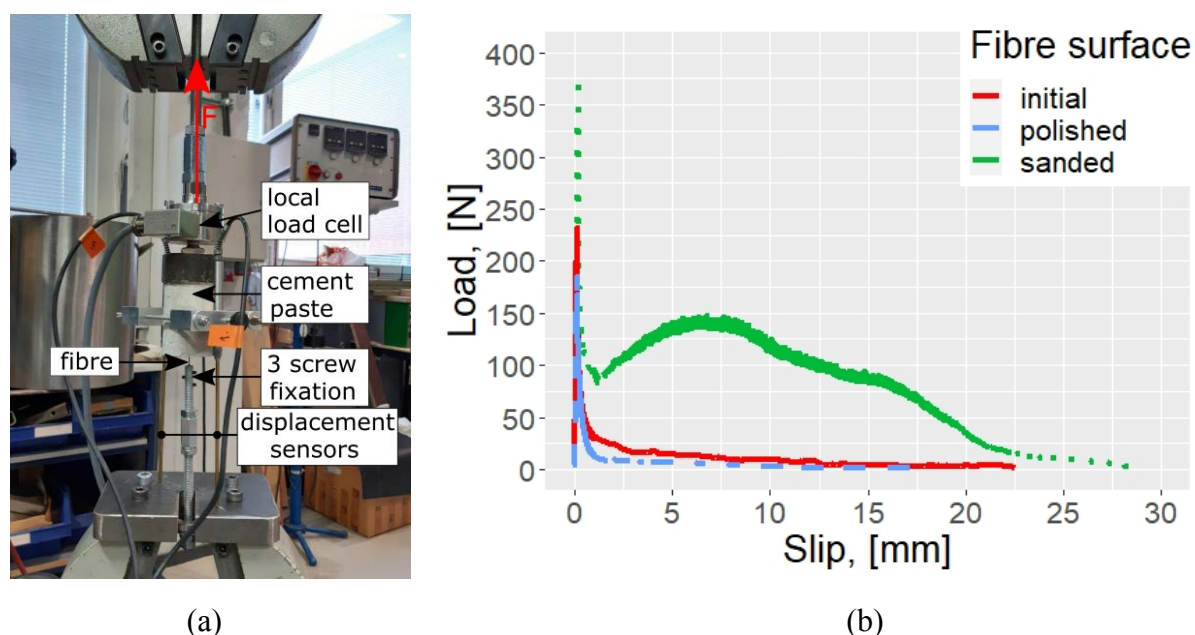 F
local
load cell
cement
paste
fibre
3 screw
fixation
displacement
sensors
(a)
Fibre surface
initial
polished
sanded
Load, [N]
400
350
300
250
200
150
100
50
0
0 5 10 15 20 25 30
Slip, [mm]
(b)